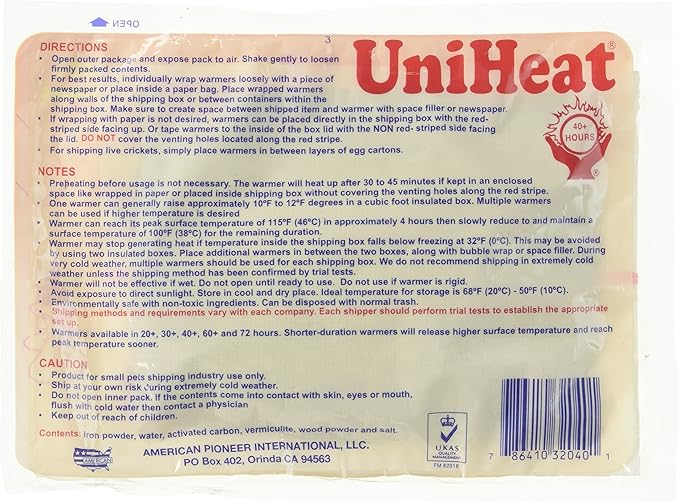 OPEN
3
UniHeat®
40+
HOURS
®
DIRECTIONS
• Open outer package and expose pack to air. Shake gently to loosen
firmly packed contents.
• For best results, individually wrap warmers loosely with a piece of
newspaper or place inside a paper bag. Place wrapped warmers
along walls of the shipping box or between containers within the
shipping box. Make sure to create space between shipped item and warmer with space filler or newspaper.
• If wrapping with paper is not desired, warmers can be placed directly in the shipping box with the red-
striped side facing up. Or tape warmers to the inside of the box lid with the NON red- striped side facing
the lid. DO NOT cover the venting holes located along the red stripe.
• For shipping live crickets, simply place warmers in between layers of egg cartons.
NOTES
• Preheating before usage is not necessary. The warmer will heat up after 30 to 45 minutes if kept in an enclosed
space like wrapped in paper or placed inside shipping box without covering the venting holes along the red stripe.
• One warmer can generally raise approximately 10ºF to 12ºF degrees in a cubic foot insulated box. Multiple warmers
can be used if higher temperature is desired
• Warmer can reach its peak surface temperature of 115ºF (46ºC) in approximately 4 hours then slowly reduce to and maintain a
surface temperature of 100ºF (38ºC) for the remaining duration.
• Warmer may stop generating heat if temperature inside the shipping box falls below freezing at 32ºF (0ºC). This may be avoided
by using two insulated boxes. Place additional warmers in between the two boxes, along with bubble wrap or space filler. During
very cold weather, multiple warmers should be used for each shipping box. We do not recommend shipping in extremely cold
weather unless the shipping method has been confirmed by trial tests.
• Warmer will not be effective if wet. Do not open until ready to use. Do not use if warmer is rigid.
• Avoid exposure to direct sunlight. Store in cool and dry place. Ideal temperature for storage is 68ºF (20ºC) - 50ºF (10ºC).
• Environmentally safe with non-toxic ingredients. Can be disposed with normal trash.
• Shipping methods and requirements vary with each company. Each shipper should perform trial tests to establish the appropriate
set up.
• Warmers available in 20+, 30+, 40+, 60+ and 72 hours. Shorter-duration warmers will release higher surface temperature and reach
peak temperature sooner.
CAUTION
• Product for small pets shipping industry use only.
• Ship at your own risk during extremely cold weather.
• Do not open inner pack. If the contents come into contact with skin, eyes or mouth,
flush with cold water then contact a physician
• Keep out of reach of children.
Contents: Iron powder, water, activated carbon, vermiculite, wood powder and salt.
AMERICAN
AMERICAN PIONEER INTERNATIONAL, LLC.
PO Box 402, Orinda CA 94563
UKAS
QUALITY
MANAGEMENT
FM 82316
7 86410 32040 1